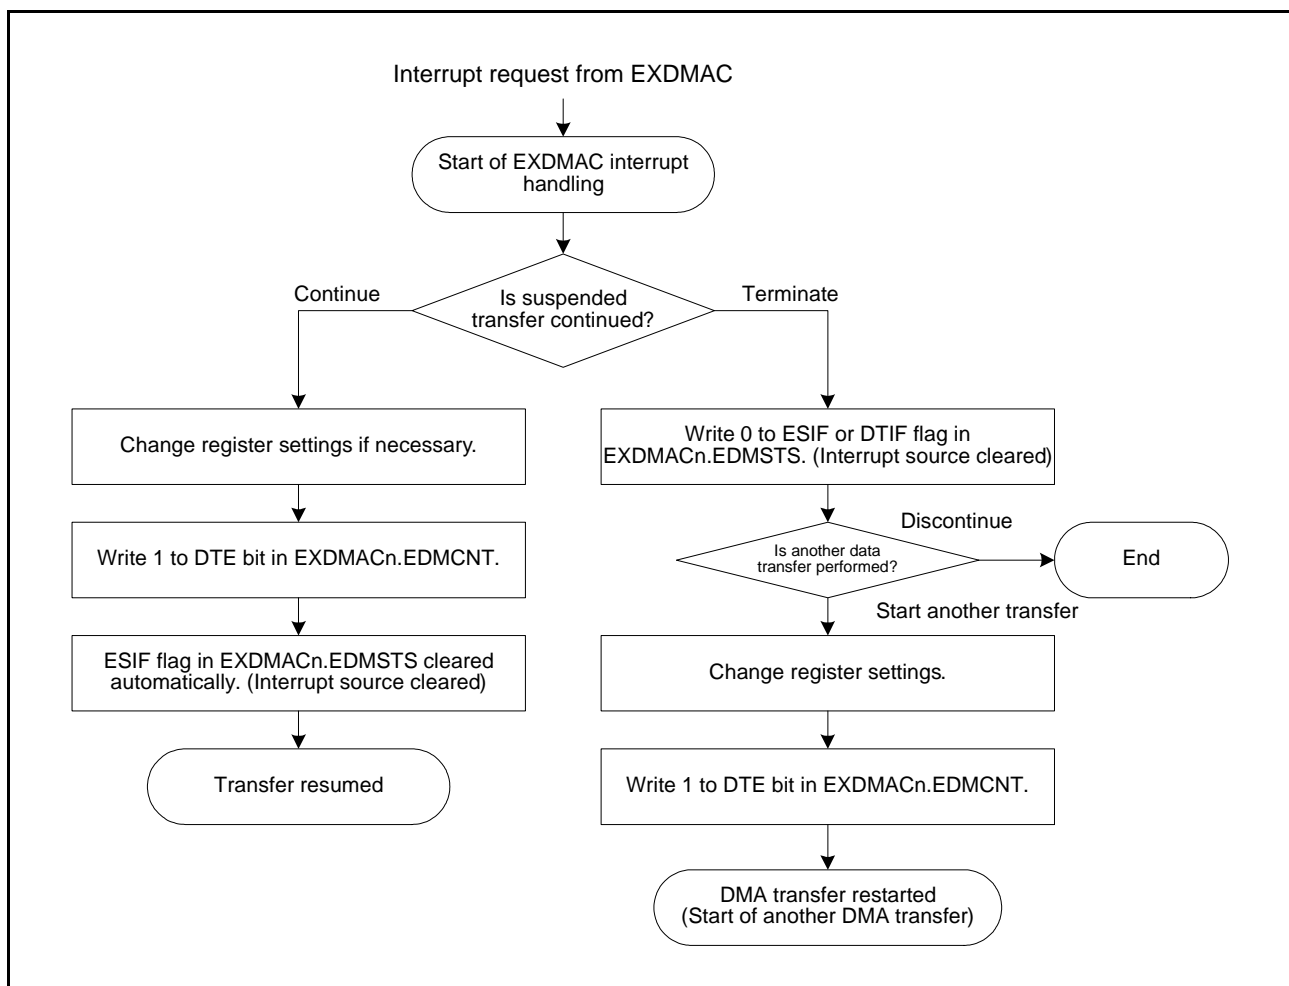 Interrupt request from EXDMAC
Start of EXDMAC interrupt
handling
Is suspended
transfer continued?
Continue
Terminate
Change register settings if necessary.
Write 1 to DTE bit in EXDMACn.EDMCNT.
ESIF flag in EXDMACn.EDMSTS cleared
automatically. (Interrupt source cleared)
Transfer resumed
Write 0 to ESIF or DTIF flag in
EXDMACn.EDMSTS. (Interrupt source cleared)
Is another data
transfer performed?
Discontinue
End
Start another transfer
Change register settings.
Write 1 to DTE bit in EXDMACn.EDMCNT.
DMA transfer restarted
(Start of another DMA transfer)